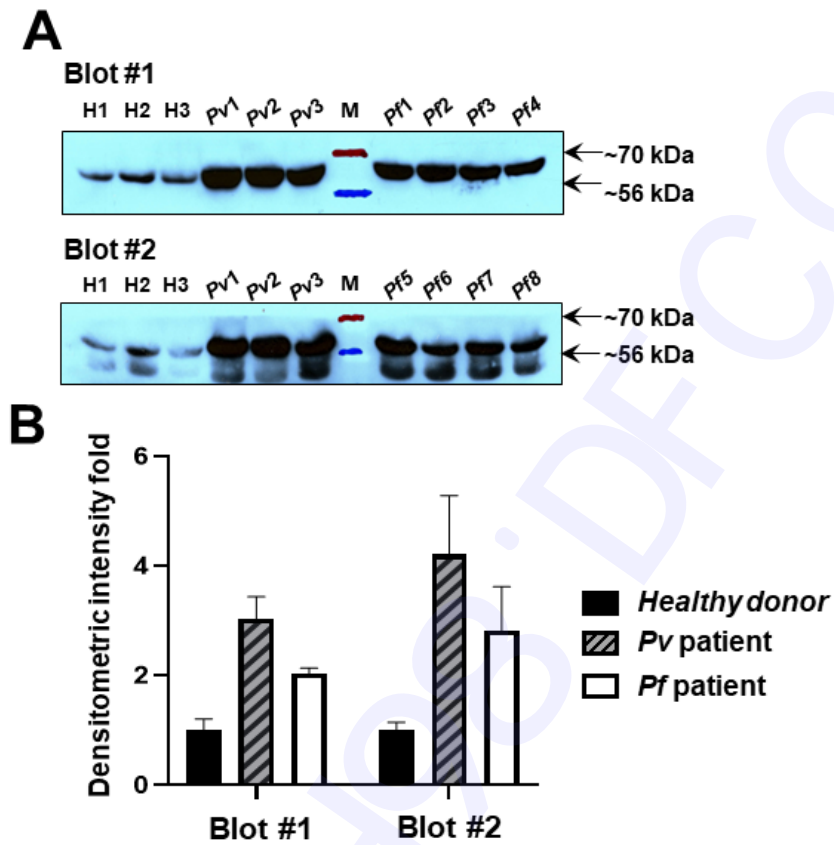 A
Blot #1
H1 H2 H3 Pv1 Pv2 Pv3 M Pf1 Pf2 Pf3 Pf4
~70 kDa
~56 kDa
Blot #2
H1 H2 H3 Pv1 Pv2 Pv3 M Pf5 Pf6 Pf7 Pf8
~70 kDa
~56 kDa
B
Densitometric intensity fold
6
4
2
0
Blot #1 Blot #2
Healthy donor
Pv patient
Pf patient